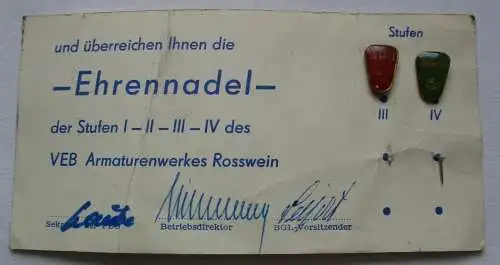 und überreichen Ihnen die
Stufen
—Ehrennadel—
der Stufen I – II – III – IV des
III IV
VEB Armaturenwerkes Rosswein
Betriebsdirektor BGL-Vorsitzender